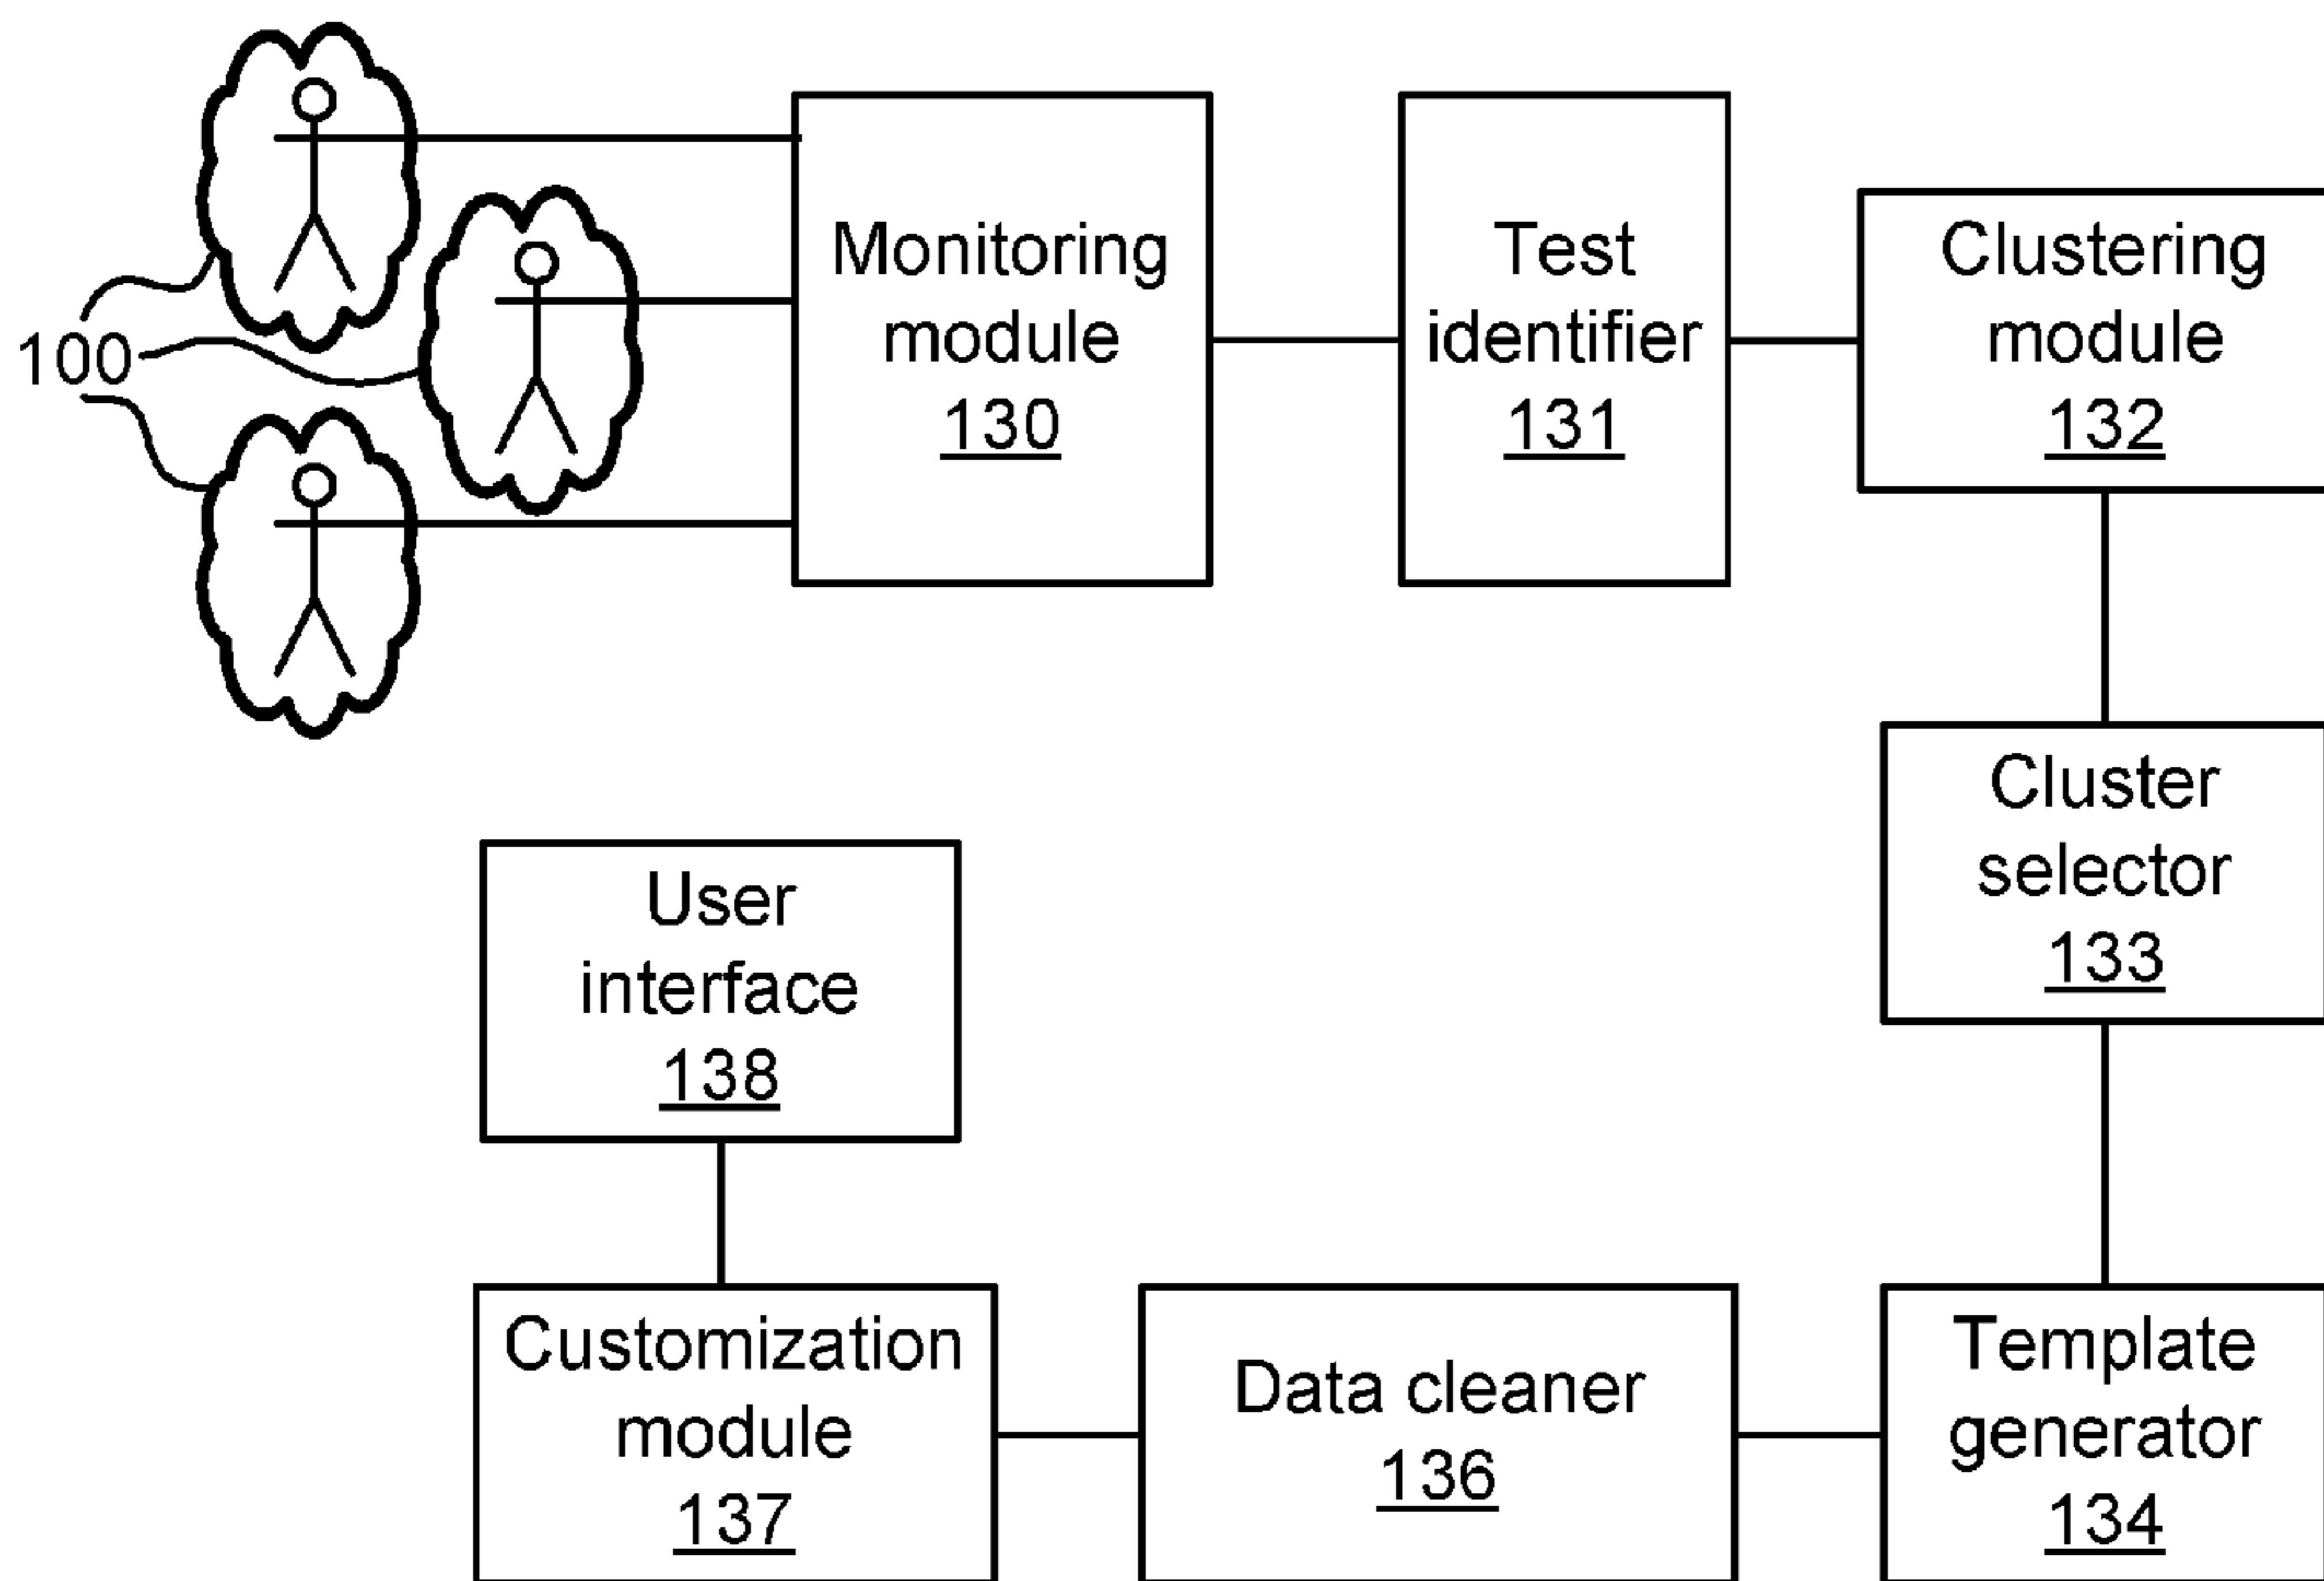 100
Monitoring
module
130
Test
identifier
131
Clustering
module
132
Cluster
selector
133
User
interface
138
Customization
module
137
Data cleaner
136
Template
generator
134